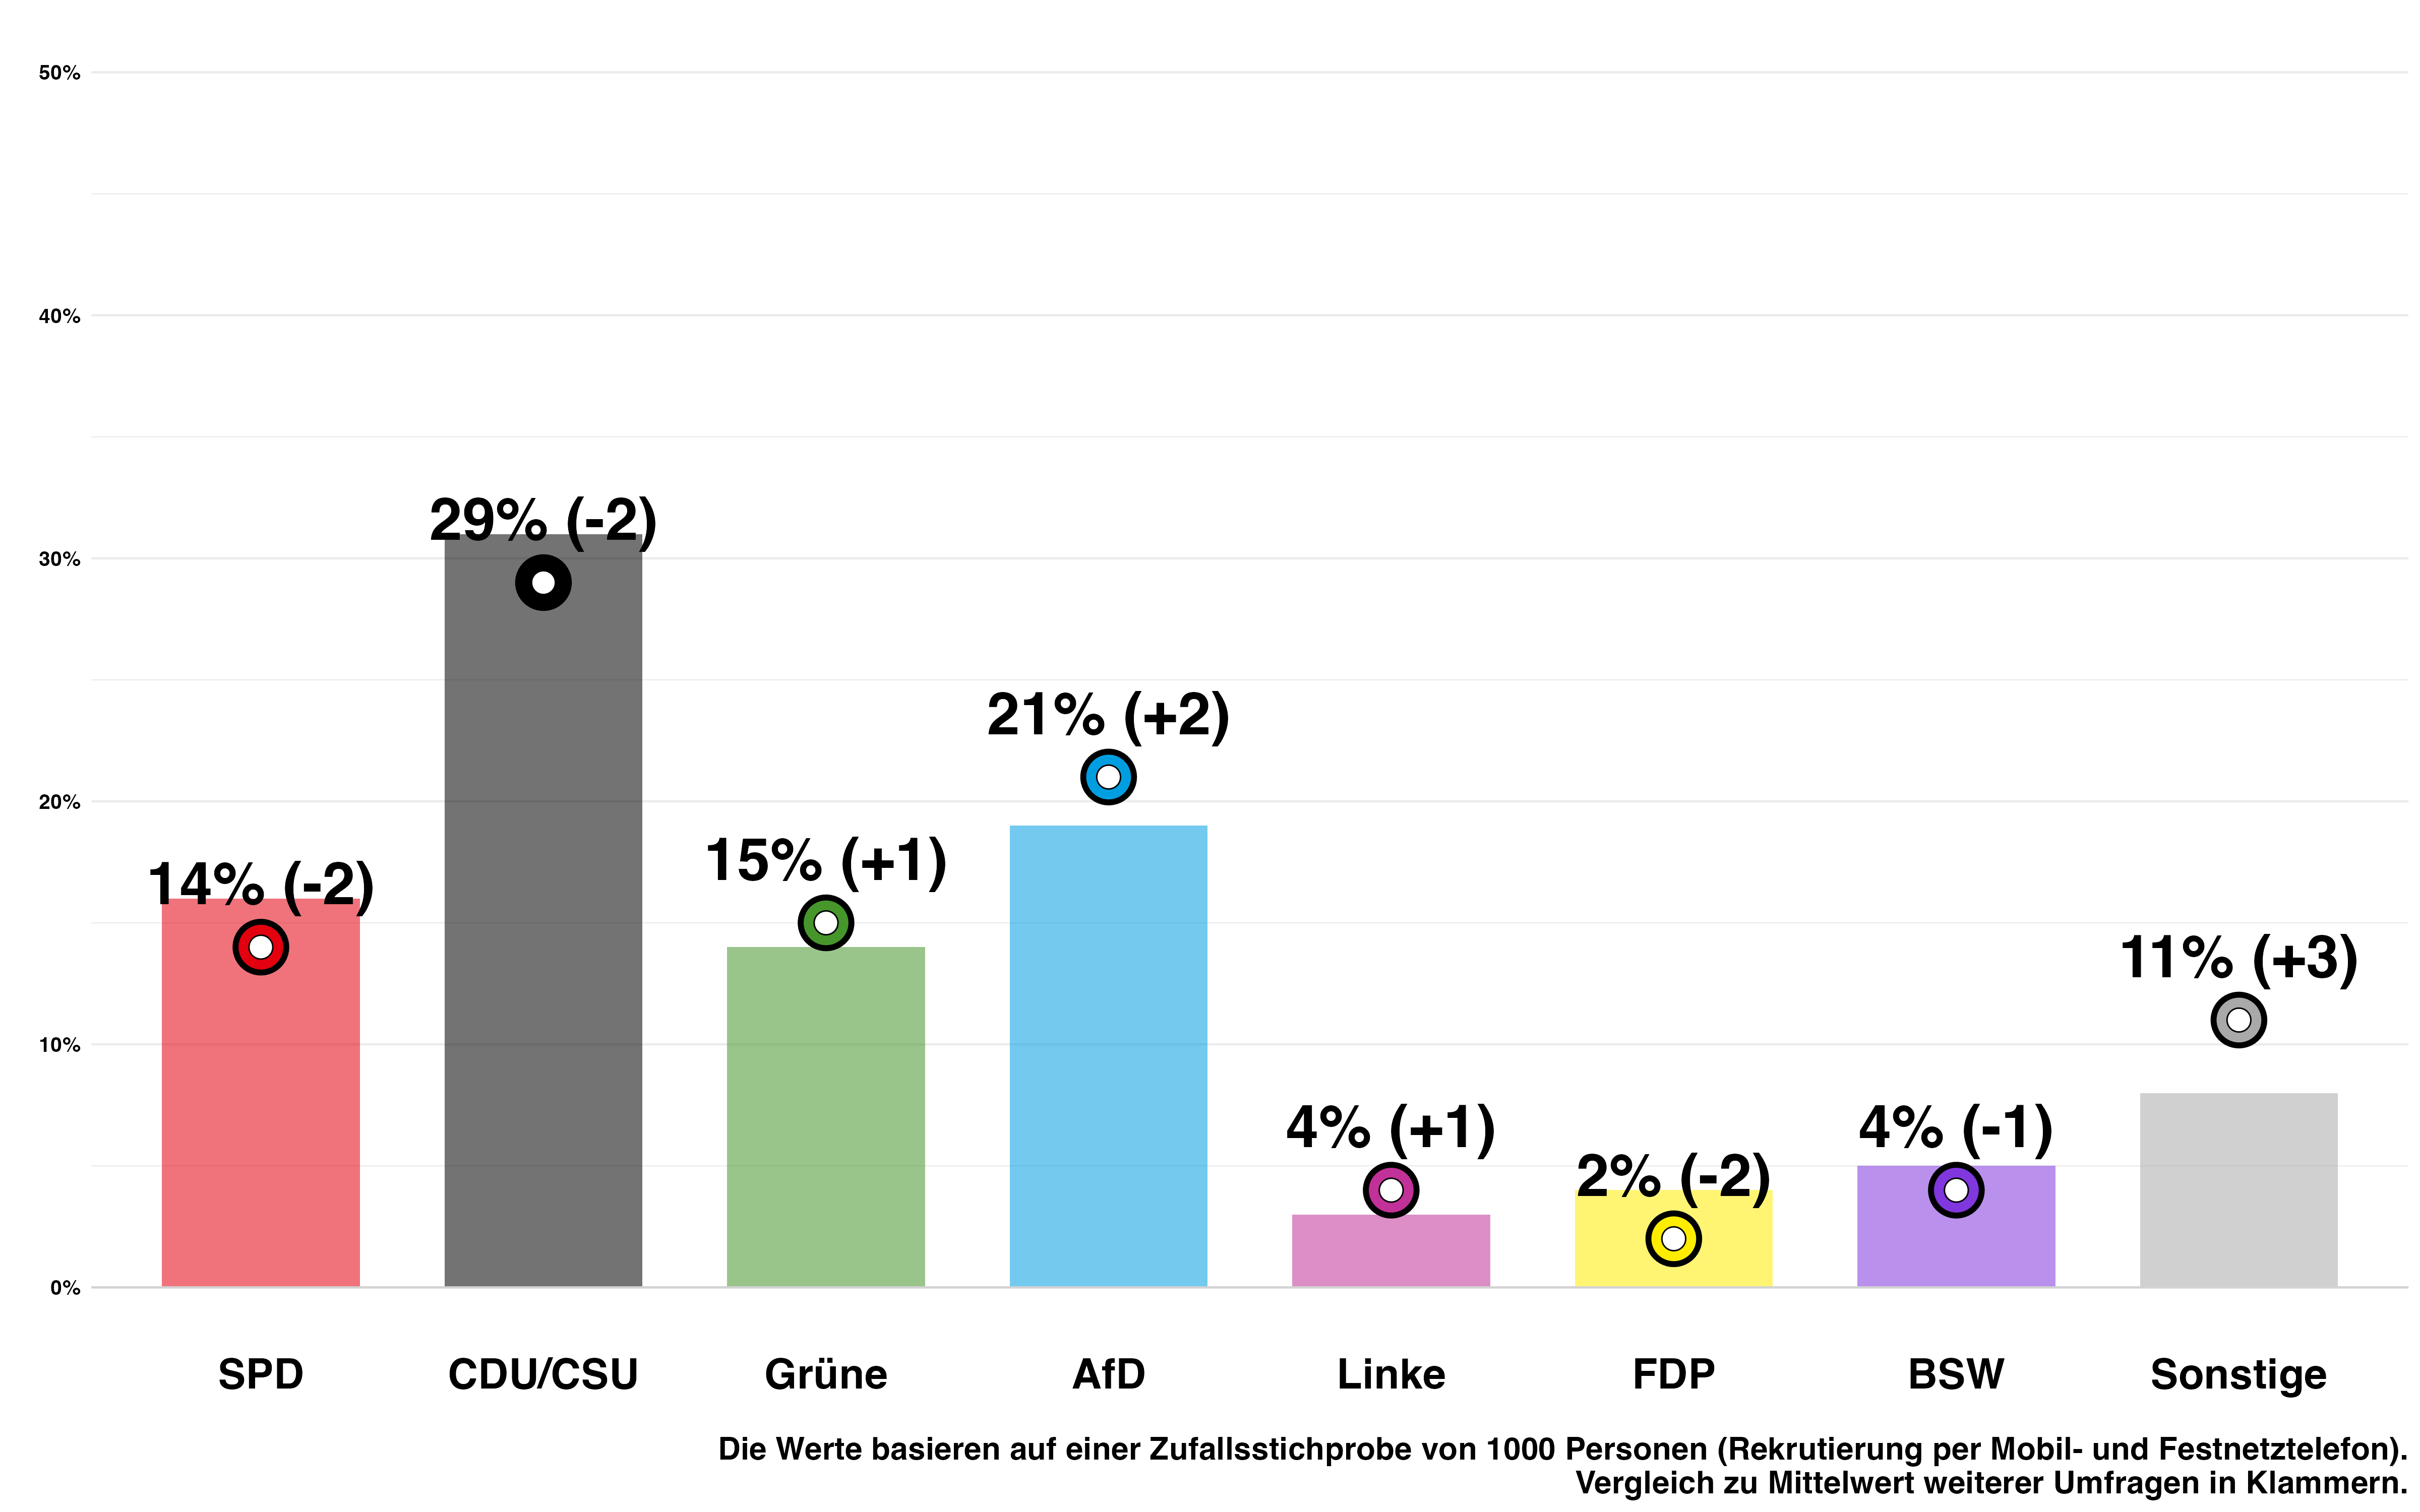 50%
40%
30%
20%
10%
0%
14% (-2)
29% (-2)
15% (+1)
21% (+2)
4% (+1)
2% (-2)
4% (-1)
11% (+3)
SPD
CDU/CSU
Grüne
AfD
Linke
FDP
BSW
Sonstige
Die Werte basieren auf einer Zufallsstichprobe von 1000 Personen (Rekrutierung per Mobil- und Festnetztelefon).
Vergleich zu Mittelwert weiterer Umfragen in Klammern.